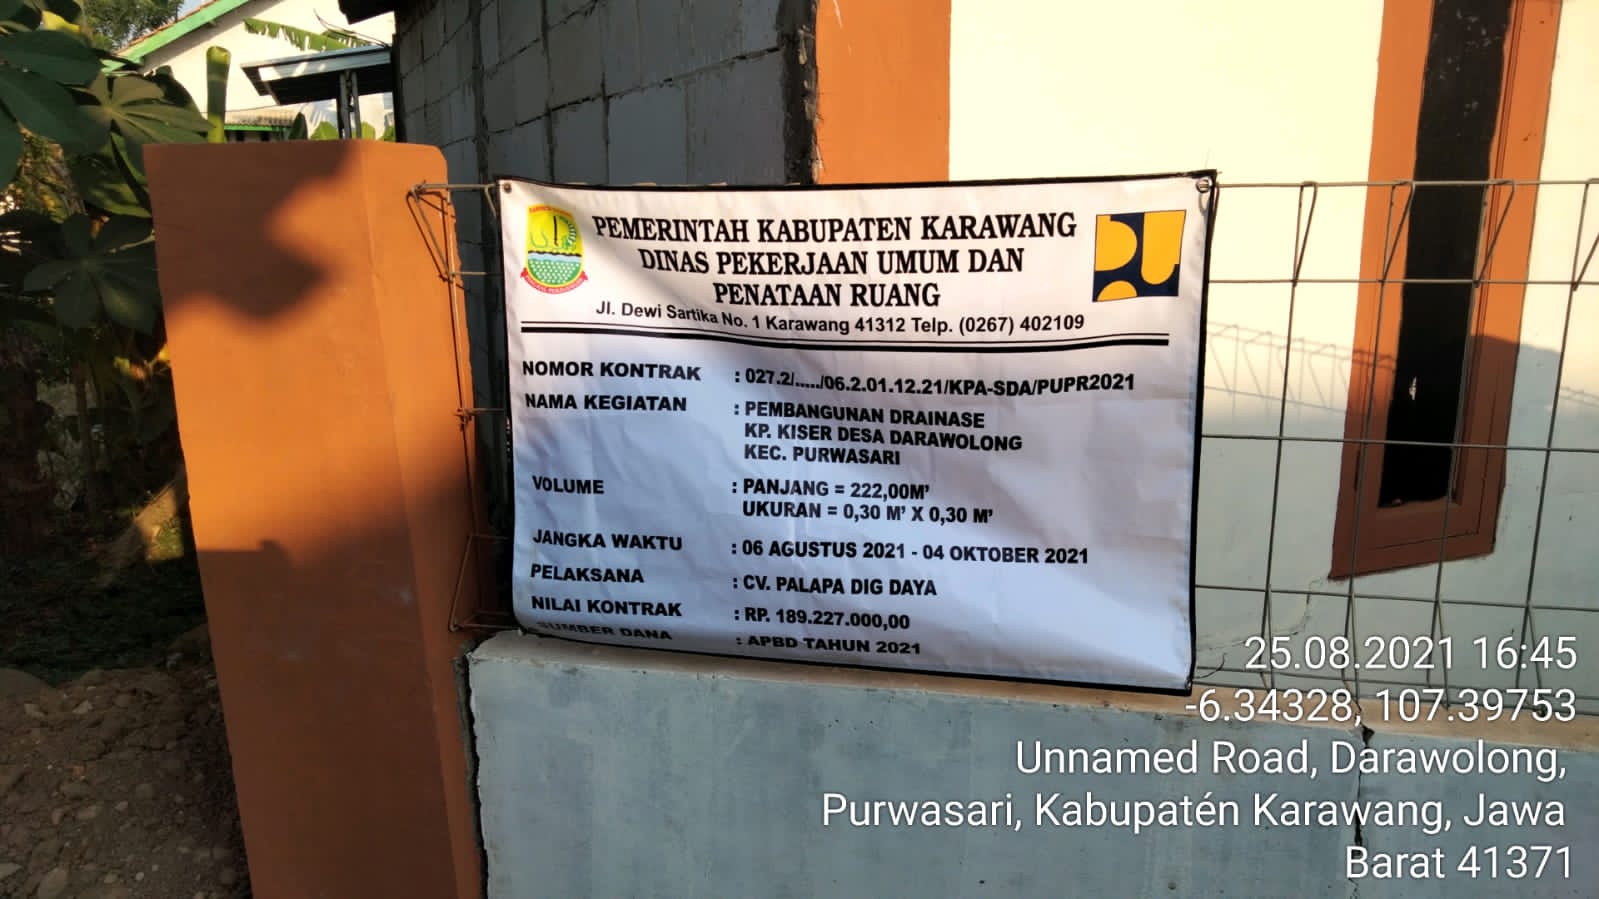 PEMERINTAH KABUPATEN KARAWANG
DINAS PEKERJAAN UMUM DAN
PENATAAN RUANG
Jl. Dewi Sartika No. 1 Karawang 41312 Telp. (0267) 402109
NOMOR KONTRAK : 027.2/...../06.2.01.12.21/KPA-SDA/PUPR2021
NAMA KEGIATAN : PEMBANGUNAN DRAINASE
KP. KISER DESA DARAWOLONG
KEC. PURWASARI
VOLUME : PANJANG = 222,00M'
UKURAN = 0,30 M' X 0,30 M'
JANGKA WAKTU : 06 AGUSTUS 2021 - 04 OKTOBER 2021
PELAKSANA : CV. PALAPA DIG DAYA
NILAI KONTRAK : RP. 189.227.000,00
SUMBER DANA : APBD TAHUN 2021
25.08.2021 16:45
-6.34328, 107.39753
Unnamed Road, Darawolong,
Purwasari, Kabupatén Karawang, Jawa
Barat 41371